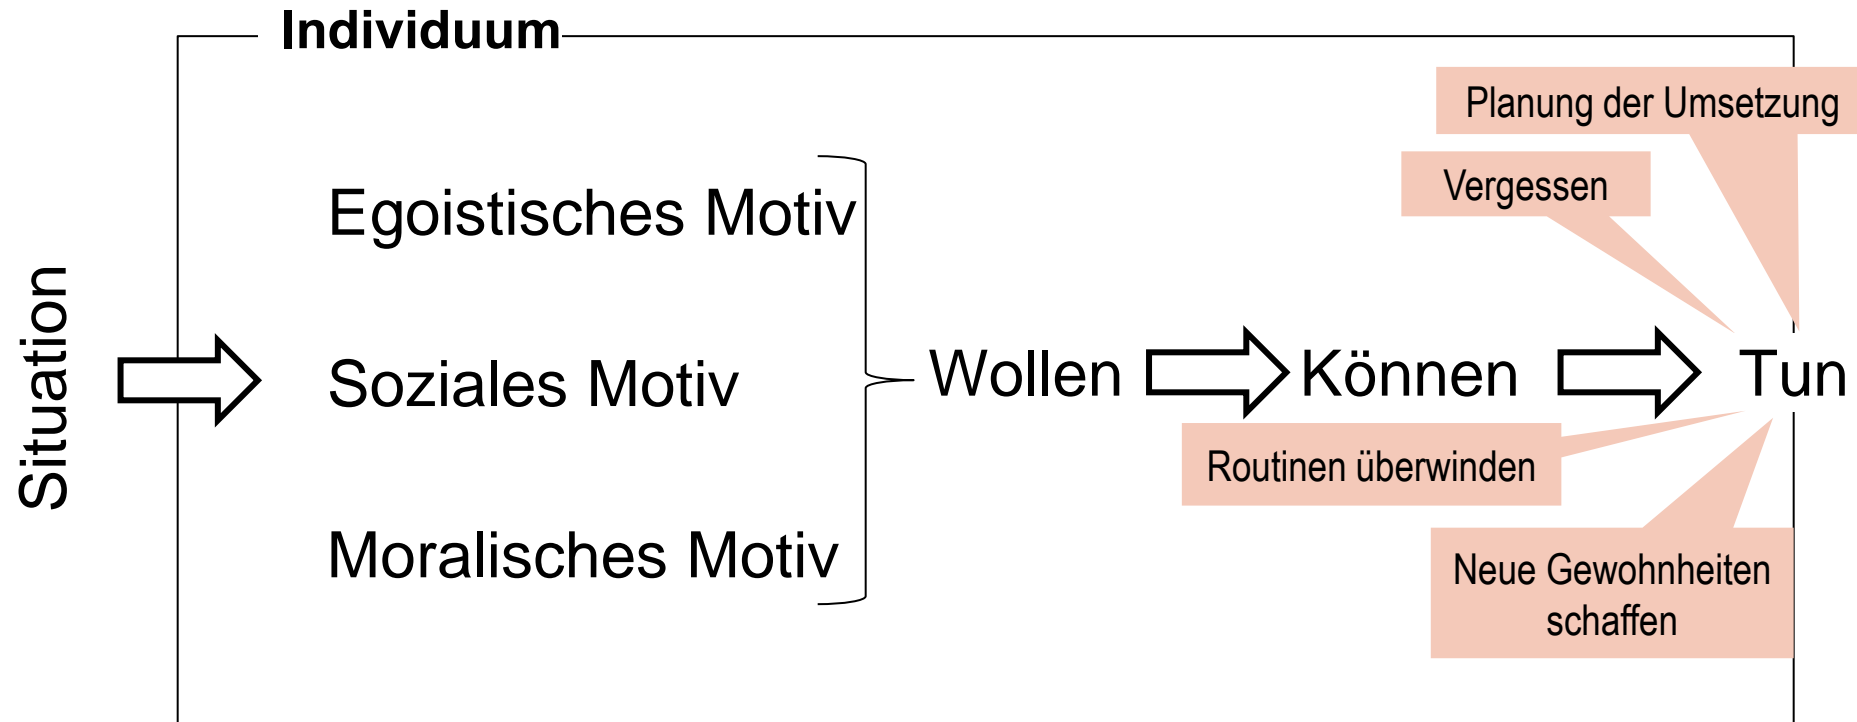 Individuum
Planung der Umsetzung
Vergessen
Egoistisches Motiv
Situation
Soziales Motiv
Wollen
Können
Tun
Routinen überwinden
Moralisches Motiv
Neue Gewohnheiten
schaffen